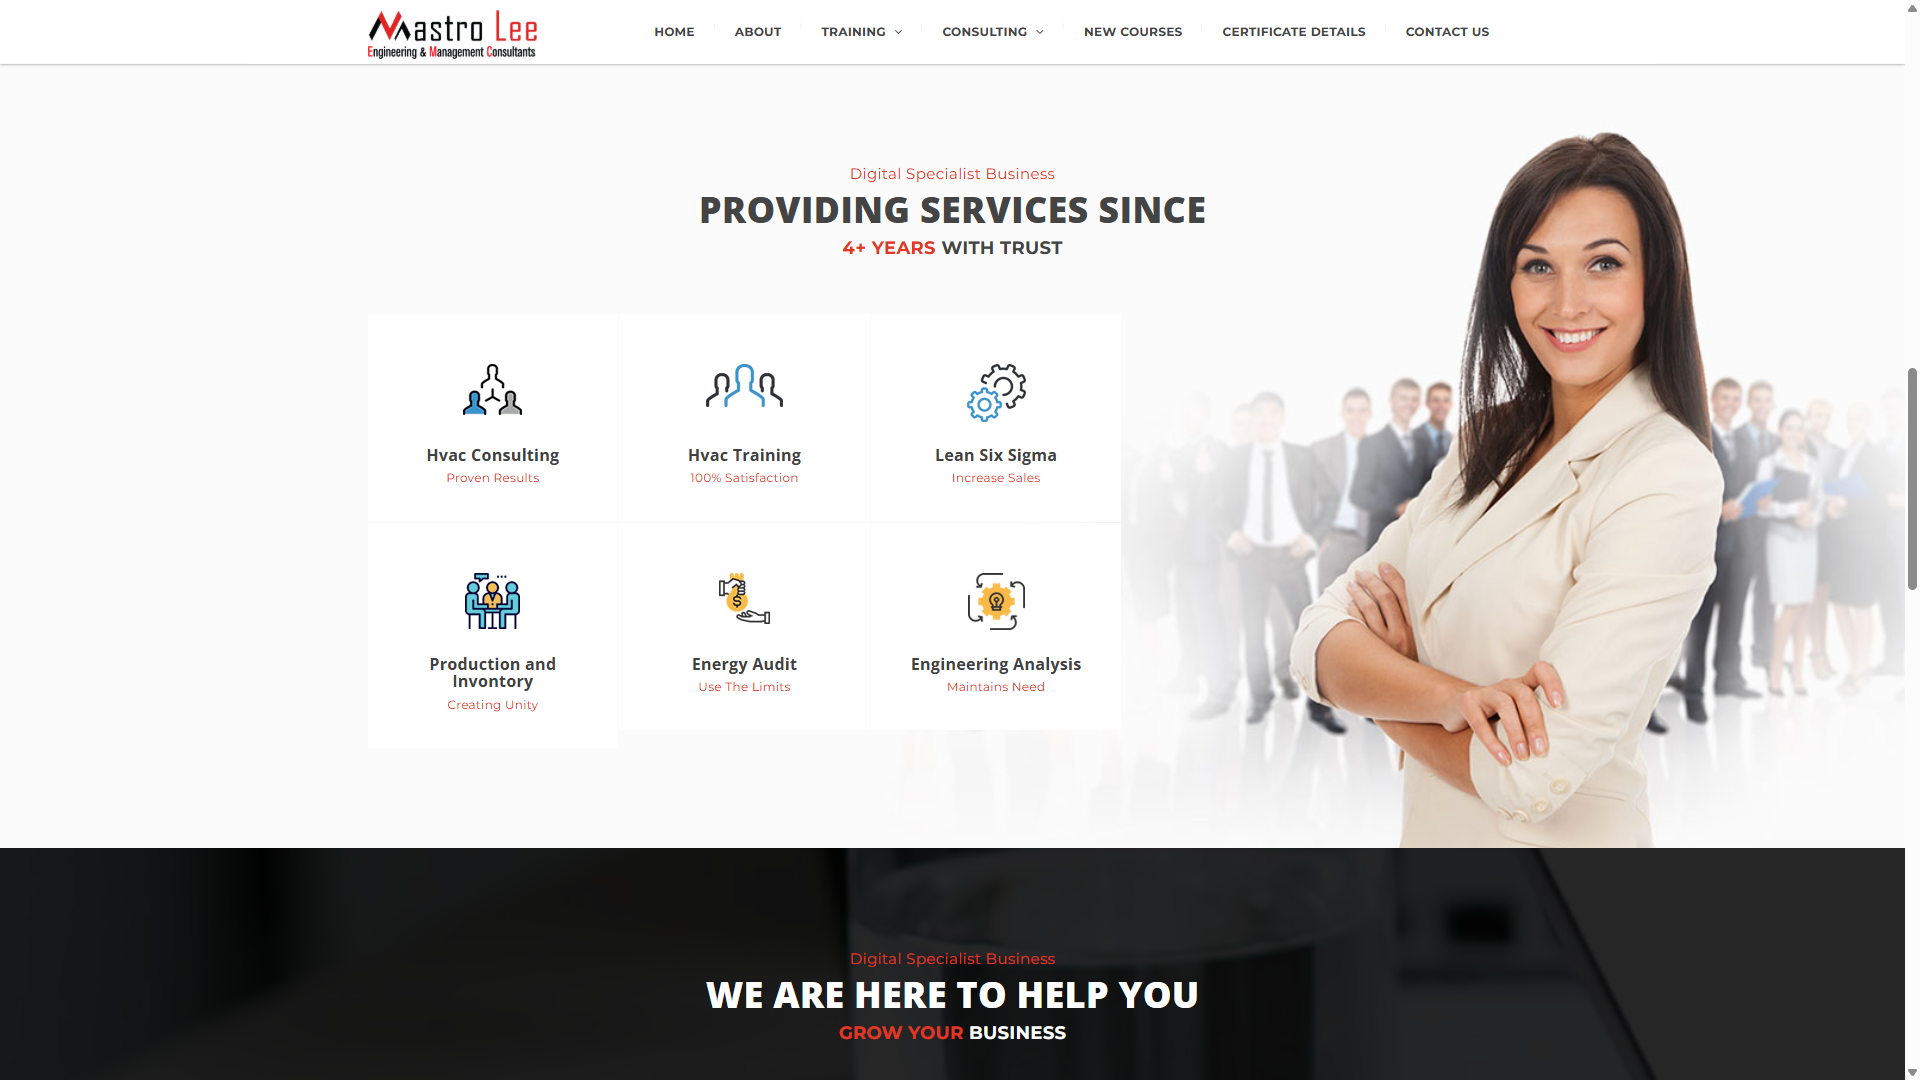 Mastro Lee
Engineering & Management Consultants
HOME
ABOUT
TRAINING
CONSULTING
NEW COURSES
CERTIFICATE DETAILS
CONTACT US
Digital Specialist Business
PROVIDING SERVICES SINCE
4+ YEARS WITH TRUST
Hvac Consulting
Proven Results
Hvac Training
100% Satisfaction
Lean Six Sigma
Increase Sales
Production and
Invontory
Creating Unity
Energy Audit
Use The Limits
Engineering Analysis
Maintains Need
Digital Specialist Business
WE ARE HERE TO HELP YOU
GROW YOUR BUSINESS